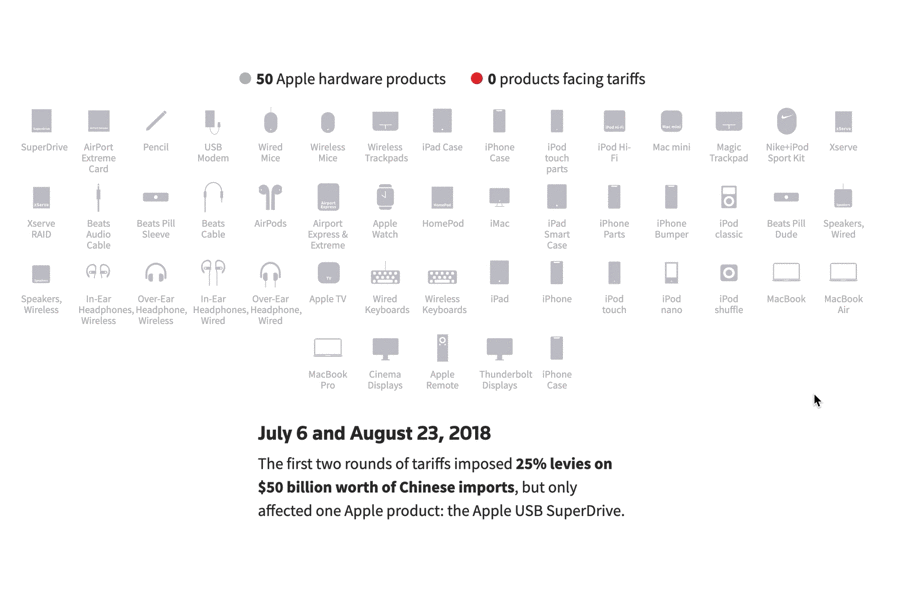 50 Apple hardware products 0 products facing tariffs
SuperDrive AirPort Extreme Card Pencil USB Modem Wired Mice Wireless Mice Wireless Trackpads iPad Case iPhone Case iPod touch parts iPod Hi-Fi Mac mini Magic Trackpad Nike+iPod Sport Kit Xserve
Xserve RAID Beats Audio Cable Beats Pill Sleeve Beats Cable AirPods Airport Express & Extreme Apple Watch HomePod iMac iPad Smart Case iPhone Parts iPhone Bumper iPod classic Beats Pill Dude Speakers, Wired
Speakers, Wireless In-Ear Headphones, Wireless Over-Ear Headphone, Wireless In-Ear Headphones, Wired Over-Ear Headphone, Wired Apple TV Wired Keyboards Wireless Keyboards iPad iPhone iPod touch iPod nano iPod shuffle MacBook MacBook Air
MacBook Pro Cinema Displays Apple Remote Thunderbolt Displays iPhone Case
July 6 and August 23, 2018
The first two rounds of tariffs imposed 25% levies on
$50 billion worth of Chinese imports, but only
affected one Apple product: the Apple USB SuperDrive.